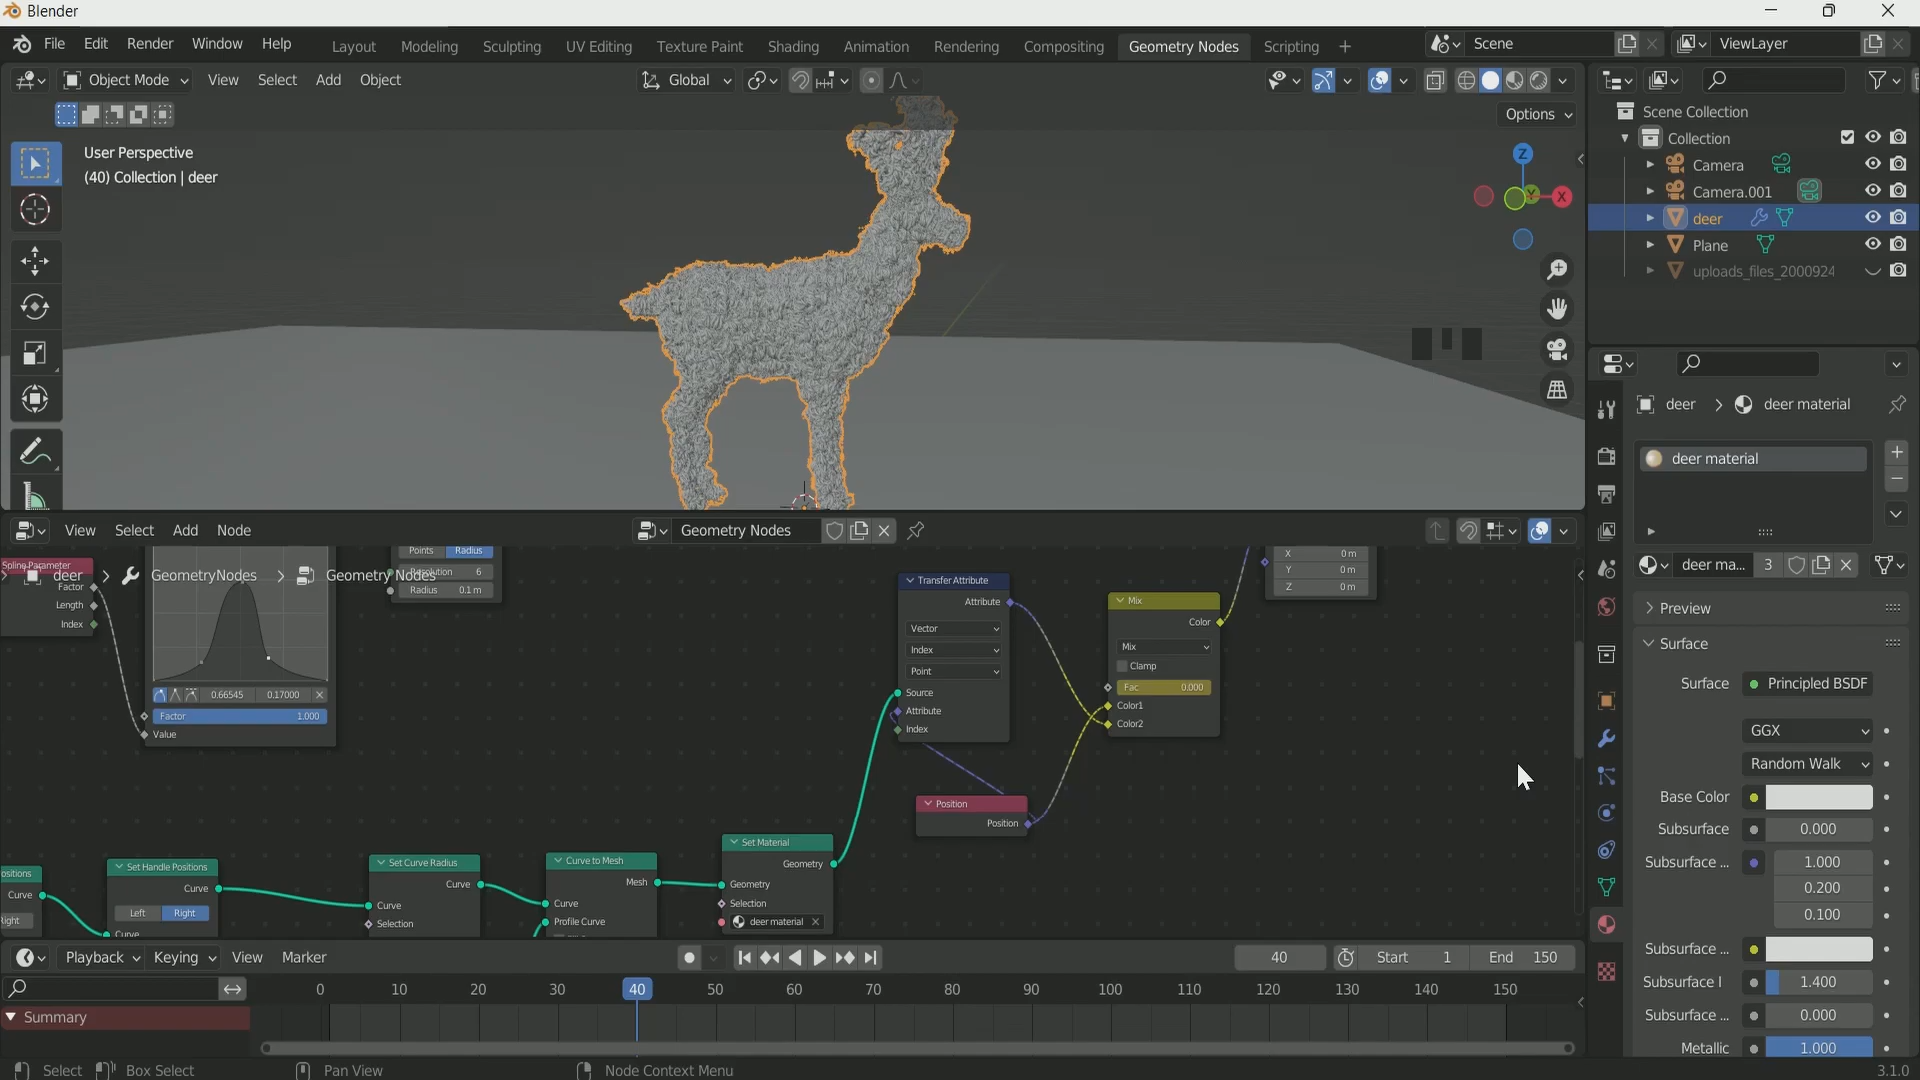 Blender
File Edit Render Window Help Layout Modeling Sculpting UV Editing Texture Paint Shading Animation Rendering Compositing Geometry Nodes Scripting + Scene ViewLayer
Object Mode View Select Add Object Global
Options
User Perspective
(40) Collection | deer
Z
Y
X
Scene Collection
Collection
Camera
Camera.001
deer
Plane
uploads_files_2000924
deer > deer material
deer material
deer ma... 3
Preview
Surface
Surface Principled BSDF
GGX
Random Walk
Base Color
Subsurface 0.000
Subsurface ... 1.000
0.200
0.100
Subsurface ...
Subsurface I 1.400
Subsurface ... 0.000
Metallic 1.000
View Select Add Node Geometry Nodes
deer > GeometryNodes > Geometry Nodes
Spline Parameter
Factor
Length
Index
0.66545 0.17000
Factor 1.000
Value
Points Radius
Resolution 6
Radius 0.1 m
Transfer Attribute
Attribute
Vector
Index
Point
Source
Attribute
Index
Position
Position
Mix
Color
Mix
Clamp
Fac 0.000
Color1
Color2
X 0 m
Y 0 m
Z 0 m
ositions
Curve
Right
Set Handle Positions
Curve
Left Right
Curve
Set Curve Radius
Curve
Curve
Selection
Curve to Mesh
Mesh
Curve
Profile Curve
Set Material
Geometry
Geometry
Selection
deer material
Playback Keying View Marker 40 Start 1 End 150
0 10 20 30 40 50 60 70 80 90 100 110 120 130 140 150
Summary
Select Box Select Pan View Node Context Menu 3.1.0